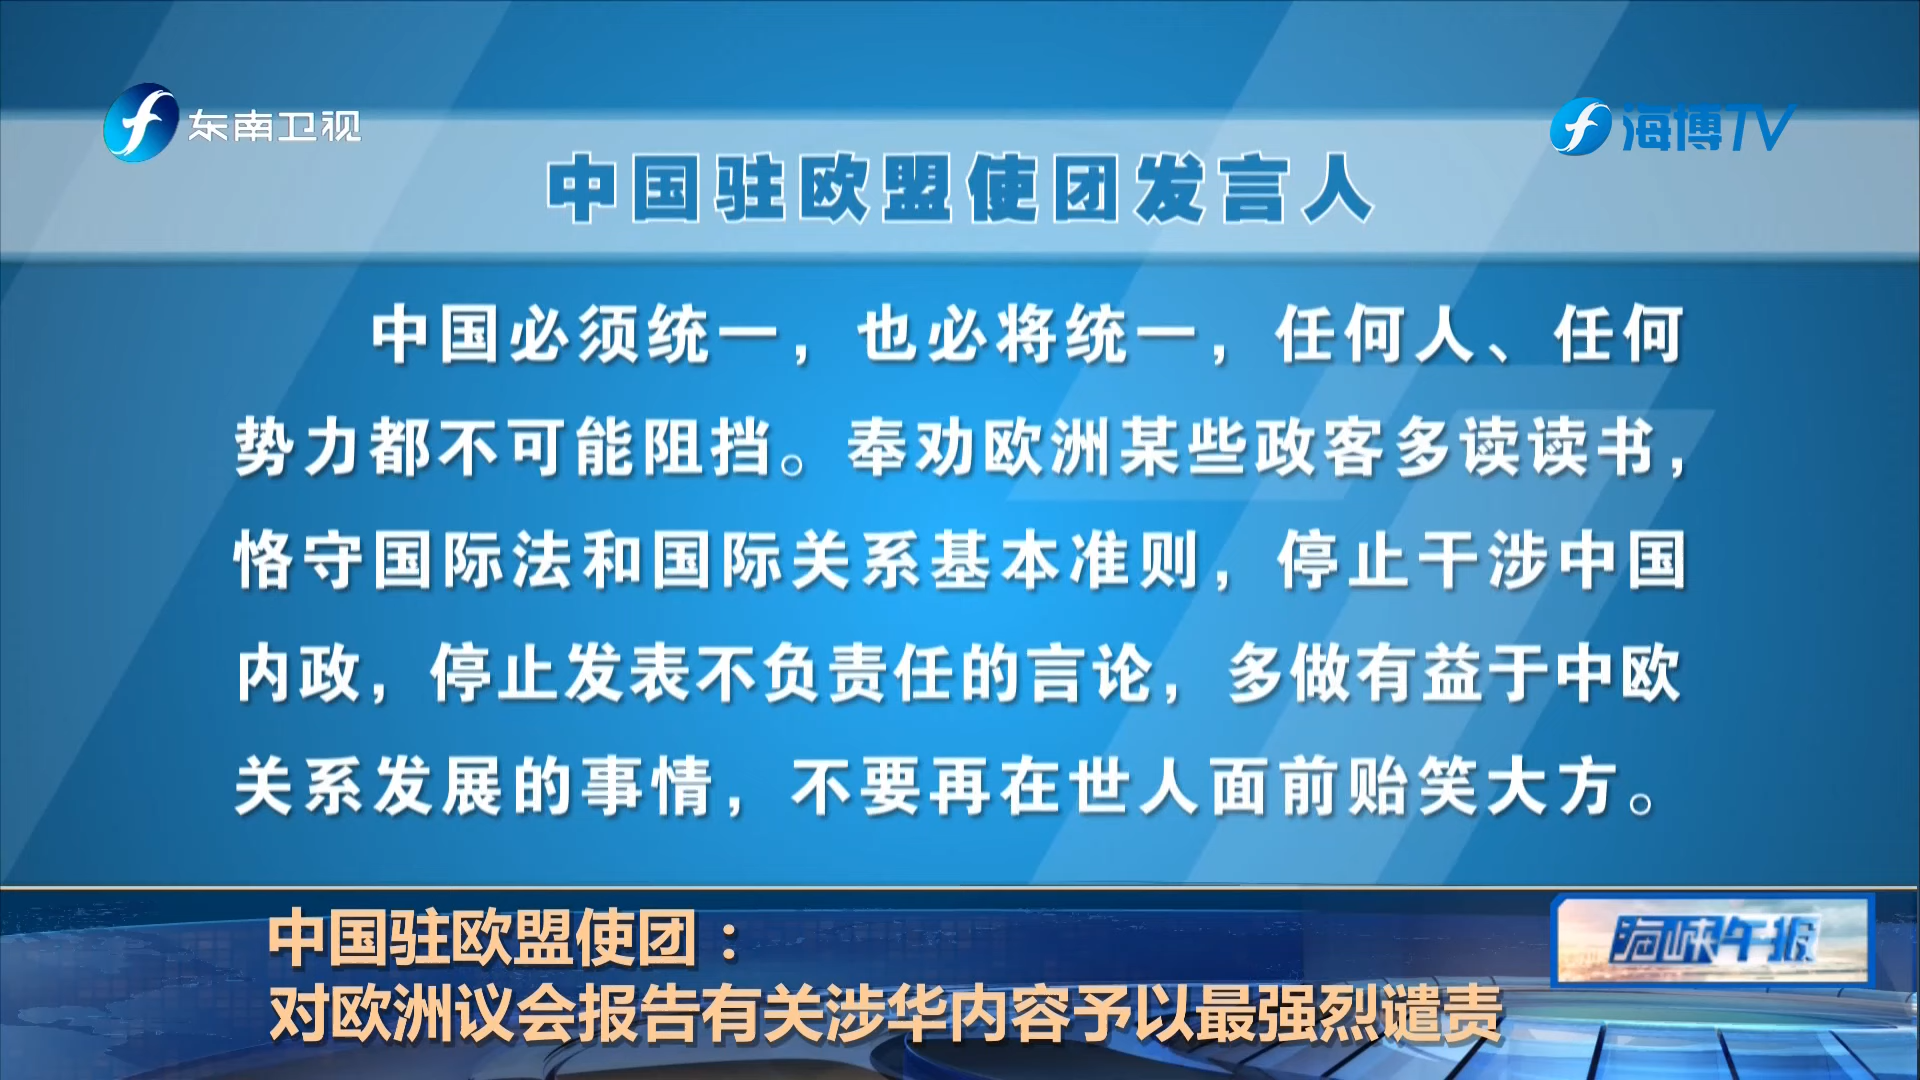 东南卫视
海博TV
中国驻欧盟使团发言人
中国必须统一，也必将统一，任何人、任何
势力都不可能阻挡。奉劝欧洲某些政客多读读书，
恪守国际法和国际关系基本准则，停止干涉中国
内政，停止发表不负责任的言论，多做有益于中欧
关系发展的事情，不要再在世人面前贻笑大方。
中国驻欧盟使团：
对欧洲议会报告有关涉华内容予以最强烈谴责
海峡午报